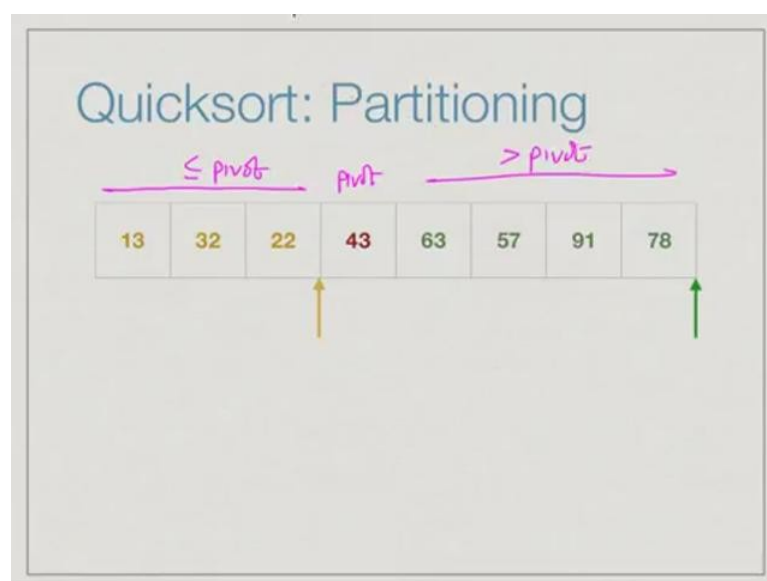 Quicksort: Partitioning
≤ pivot pivot > pivot
13 32 22 43 63 57 91 78